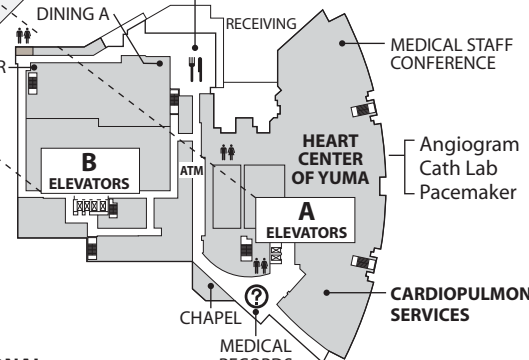 DINING A
RECEIVING
MEDICAL STAFF
CONFERENCE
R
HEART
CENTER
OF YUMA
Angiogram
Cath Lab
Pacemaker
B
ELEVATORS
ATM
A
ELEVATORS
?
CARDIOPULMON
SERVICES
CHAPEL
MEDICAL
RECORDS